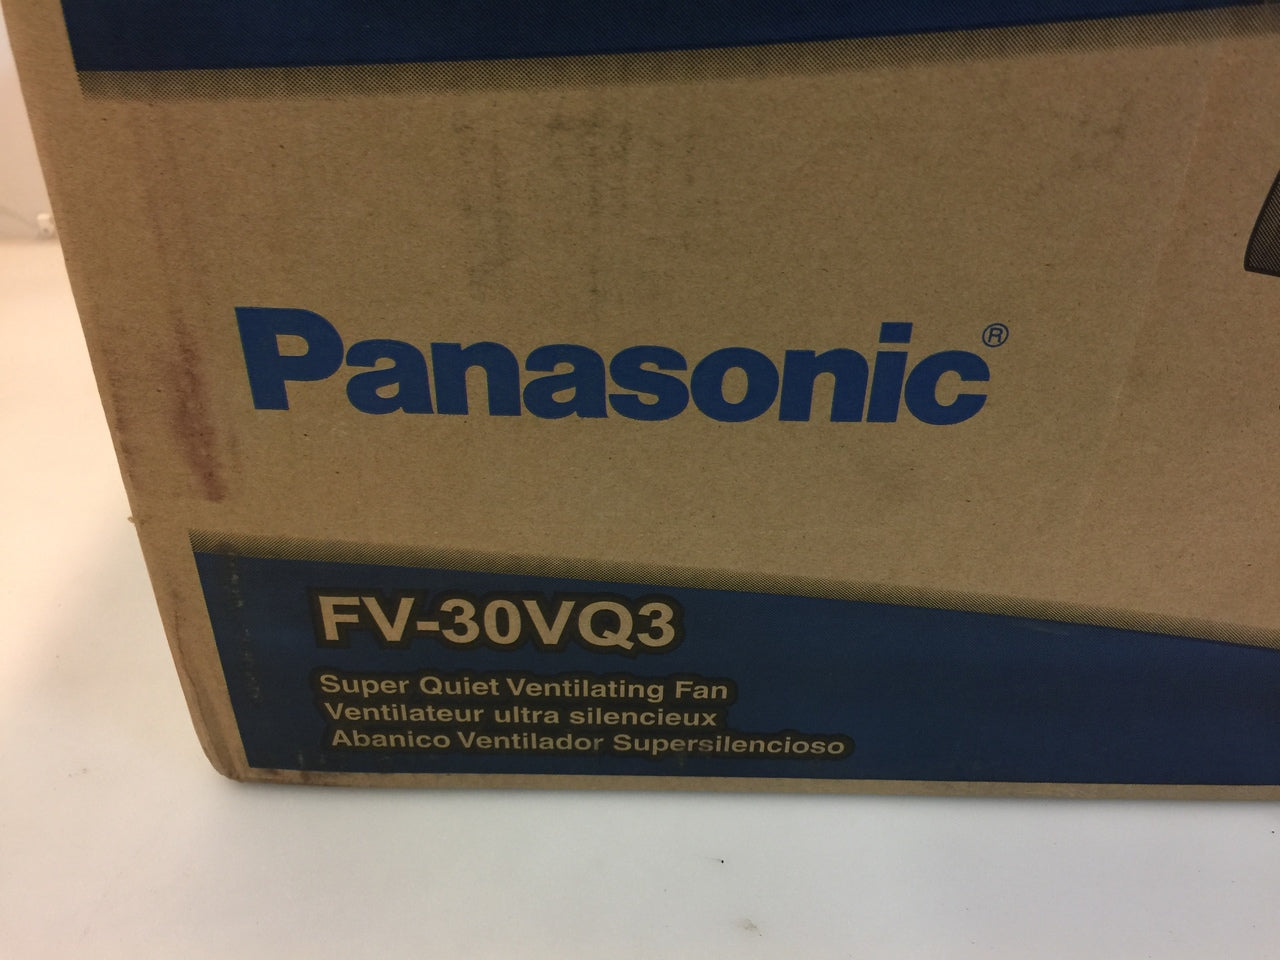 Panasonic®
FV-30VQ3
Super Quiet Ventilating Fan
Ventilateur ultra silencieux
Abanico Ventilador Supersilencioso